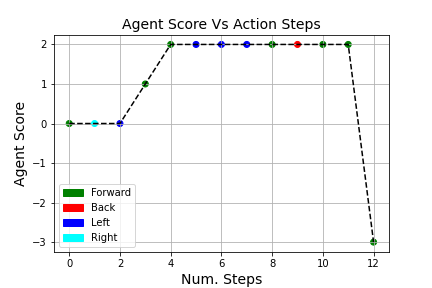 Agent Score Vs Action Steps
2
1
0
−1
−2
−3
Agent Score
Forward
Back
Left
Right
0 2 4 6 8 10 12
Num. Steps